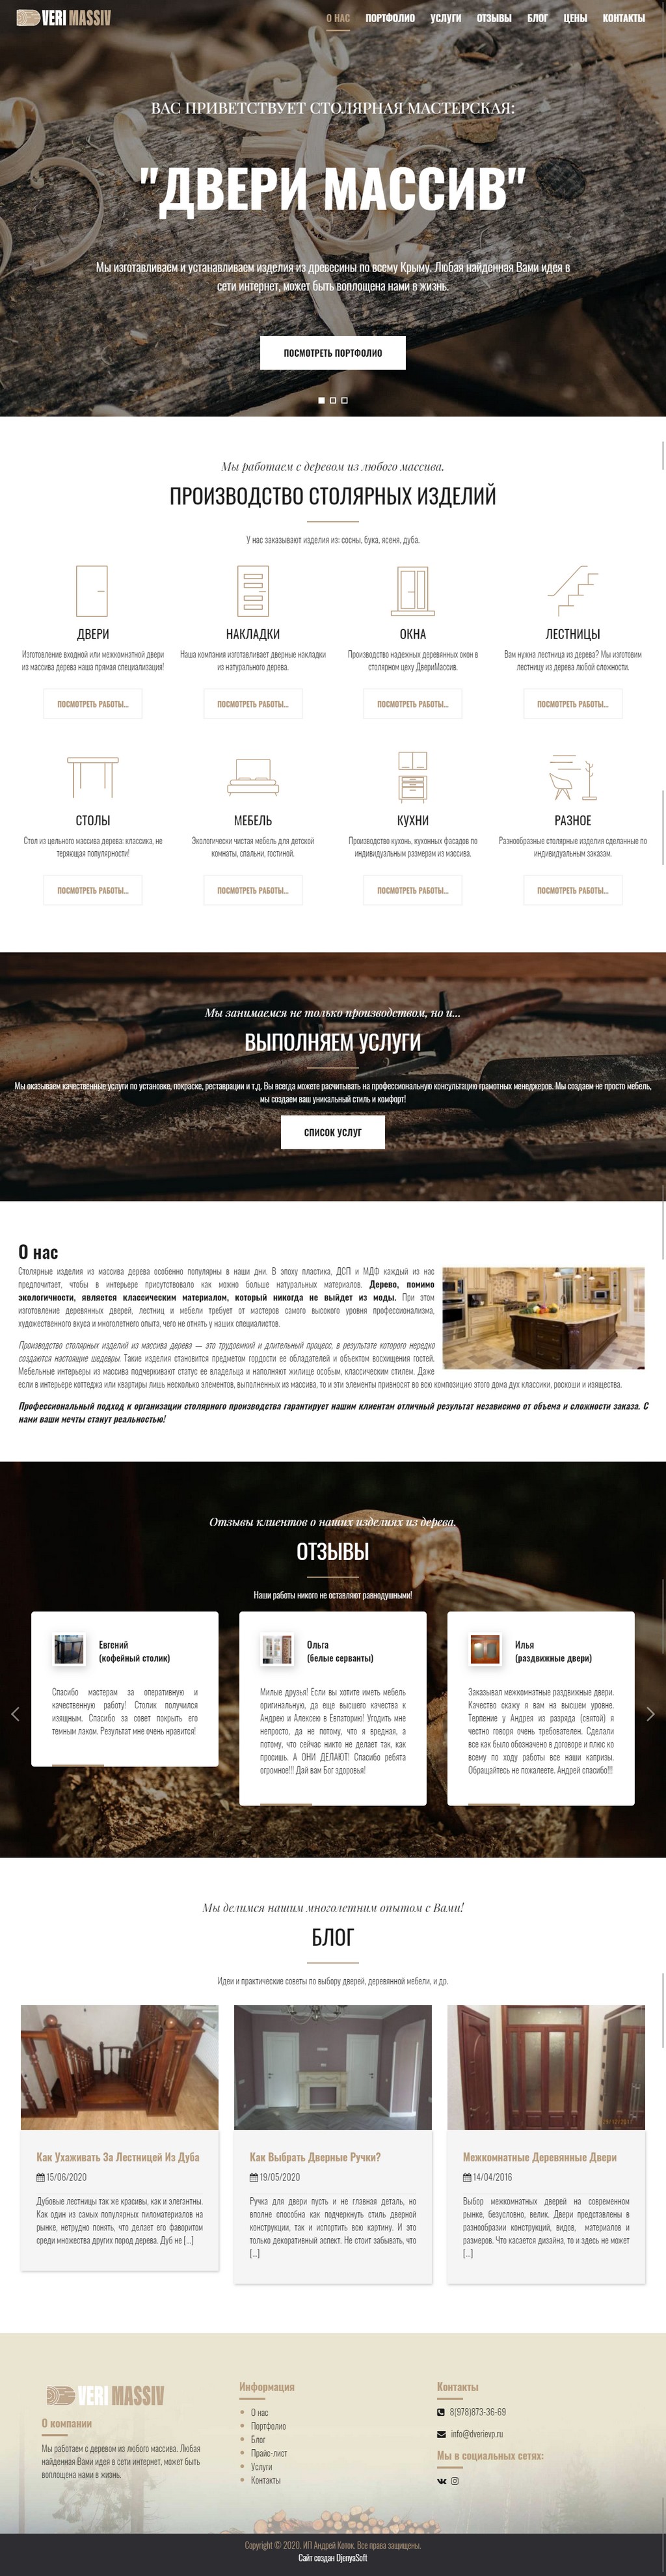 VERI MASSIV
О НАС ПОРТФОЛИО УСЛУГИ ОТЗЫВЫ БЛОГ ЦЕНЫ КОНТАКТЫ
ВАС ПРИВЕТСТВУЕТ СТОЛЯРНАЯ МАСТЕРСКАЯ:
"ДВЕРИ МАССИВ"
Мы изготавливаем и устанавливаем изделия из древесины по всему Крыму. Любая найденная Вами идея в
сети интернет, может быть воплощена нами в жизнь.
ПОСМОТРЕТЬ ПОРТФОЛИО
Мы работаем с деревом из любого массива.
ПРОИЗВОДСТВО СТОЛЯРНЫХ ИЗДЕЛИЙ
У нас заказывают изделия из: сосны, бука, ясеня, дуба.
ДВЕРИ
Изготовление входной или межкомнатной двери
из массива дерева наша прямая специализация!
ПОСМОТРЕТЬ РАБОТЫ...
НАКЛАДКИ
Наша компания изготавливает дверные накладки
из натурального дерева.
ПОСМОТРЕТЬ РАБОТЫ...
ОКНА
Производство надежных деревянных окон в
столярном цеху ДвериМассив.
ПОСМОТРЕТЬ РАБОТЫ...
ЛЕСТНИЦЫ
Вам нужна лестница из дерева? Мы изготовим
лестницу из дерева любой сложности.
ПОСМОТРЕТЬ РАБОТЫ...
СТОЛЫ
Стол из цельного массива дерева: классика, не
теряющая популярности!
ПОСМОТРЕТЬ РАБОТЫ...
МЕБЕЛЬ
Экологически чистая мебель для детской
комнаты, спальни, гостиной.
ПОСМОТРЕТЬ РАБОТЫ...
КУХНИ
Производство кухонь, кухонных фасадов по
индивидуальным размерам из массива.
ПОСМОТРЕТЬ РАБОТЫ...
РАЗНОЕ
Разнообразные столярные изделия сделанные по
индивидуальным заказам.
ПОСМОТРЕТЬ РАБОТЫ...
Мы занимаемся не только производством, но и...
ВЫПОЛНЯЕМ УСЛУГИ
Мы оказываем качественные услуги по установке, покраске, реставрации и т.д. Вы всегда можете расчитывать на профессиональную консультацию грамотных менеджеров. Мы создаем не просто мебель,
мы создаем ваш уникальный стиль и комфорт!
СПИСОК УСЛУГ
О нас
Столярные изделия из массива дерева особенно популярны в наши дни. В эпоху пластика, ДСП и МДФ каждый из нас
предпочитает, чтобы в интерьере присутствовало как можно больше натуральных материалов. Дерево, помимо
экологичности, является классическим материалом, который никогда не выйдет из моды. При этом
изготовление деревянных дверей, лестниц и мебели требует от мастеров самого высокого уровня профессионализма,
художественного вкуса и многолетнего опыта, чего не отнять у наших специалистов.
Производство столярных изделий из массива дерева — это трудоемкий и длительный процесс, в результате которого нередко
создаются настоящие шедевры. Такие изделия становится предметом гордости ее обладателей и объектом восхищения гостей.
Мебельные интерьеры из массива подчеркивают статус ее владельца и наполняют жилище особым, классическим стилем. Даже
если в интерьере коттеджа или квартиры лишь несколько элементов, выполненных из массива, то и эти элементы привносят во всю композицию этого дома дух классики, роскоши и изящества.
Профессиональный подход к организации столярного производства гарантирует нашим клиентам отличный результат независимо от объема и сложности заказа. С
нами ваши мечты станут реальностью!
Отзывы клиентов о наших изделиях из дерева.
ОТЗЫВЫ
Наши работы никого не оставляют равнодушными!
Евгений
(кофейный столик)
Спасибо мастерам за оперативную и
качественную работу! Столик получился
изящным. Спасибо за совет покрыть его
темным лаком. Результат мне очень нравится!
Ольга
(белые серванты)
Милые друзья! Если вы хотите иметь мебель
оригинальную, да еще высшего качества к
Андрею и Алексею в Евпаторию! Угодить мне
непросто, да не потому, что я вредная, а
потому, что сейчас никто не делает так, как
просишь. А ОНИ ДЕЛАЮТ! Спасибо ребята
огромное!!! Дай вам Бог здоровья!
Илья
(раздвижные двери)
Заказывал межкомнатные раздвижные двери.
Качество скажу я вам на высшем уровне.
Терпение у Андрея из разряда (святой) я
честно говоря очень требователен. Сделали
все как было обозначено в договоре и плюс ко
всему по ходу работы все наши капризы.
Обращайтесь не пожалеете. Андрей спасибо!!!
Мы делимся нашим многолетним опытом с Вами!
БЛОГ
Идеи и практические советы по выбору дверей, деревянной мебели, и др.
Как Ухаживать За Лестницей Из Дуба
15/06/2020
Дубовые лестницы так же красивы, как и элегантны.
Как один из самых популярных пиломатериалов на
рынке, нетрудно понять, что делает его фаворитом
среди множества других пород дерева. Дуб не [...]
Как Выбрать Дверные Ручки?
19/05/2020
Ручка для двери пусть и не главная деталь, но
вполне способна как подчеркнуть стиль дверной
конструкции, так и испортить всю картину. И это
только декоративный аспект. Не стоит забывать, что
[...]
Межкомнатные Деревянные Двери
14/04/2016
Выбор межкомнатных дверей на современном
рынке, безусловно, велик. Двери представлены в
разнообразии конструкций, видов, материалов и
размеров. Что касается дизайна, то и здесь не может
[...]
VERI MASSIV
О компании
Мы работаем с деревом из любого массива. Любая
найденная Вами идея в сети интернет, может быть
воплощена нами в жизнь.
Информация
О нас
Портфолио
Блог
Прайс-лист
Услуги
Контакты
Контакты
8(978)873-36-69
info@dverievp.ru
Мы в социальных сетях:
Copyright © 2020. ИП Андрей Коток. Все права защищены.
Сайт создан DjenyaSoft